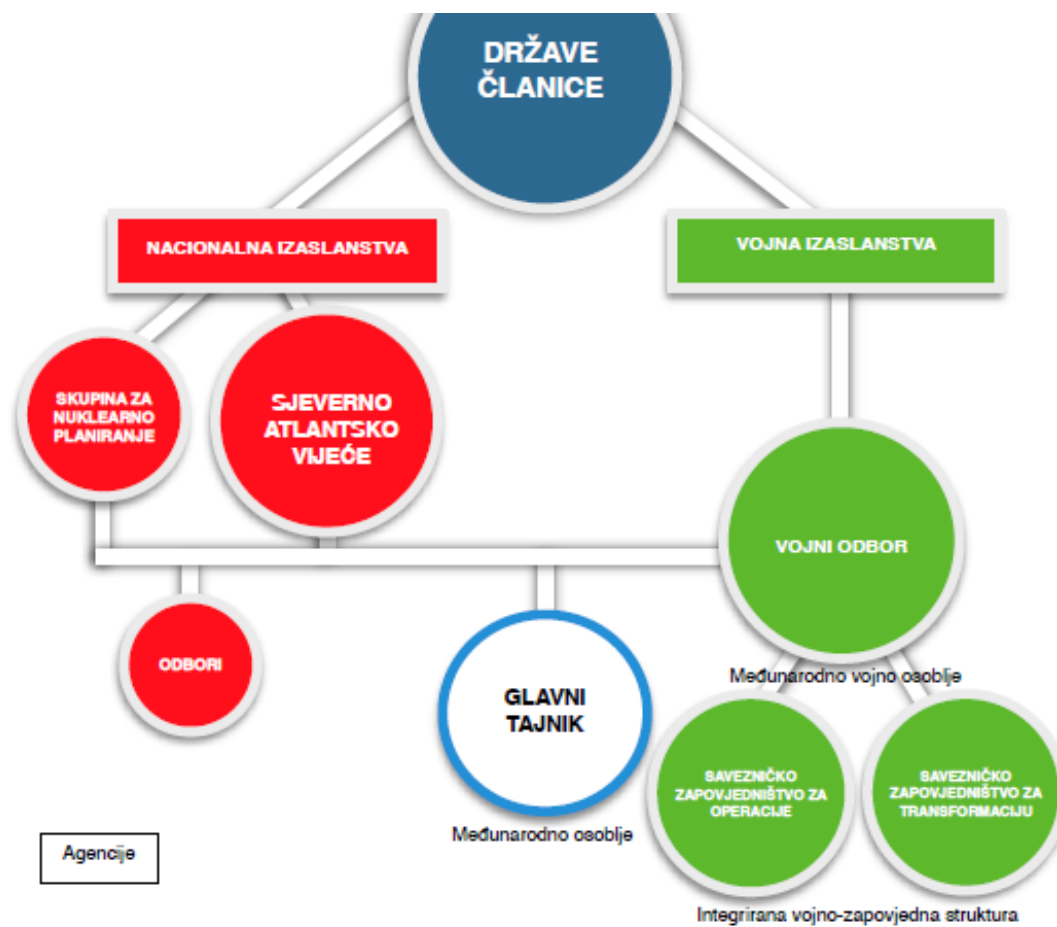 DRŽAVE
ČLANICE
NACIONALNA IZASLANSTVA
VOJNA IZASLANSTVA
SKUPINA ZA
NUKLEARNO
PLANIRANJE
SJEVERNO
ATLANTSKO
VIJEĆE
VOJNI ODBOR
ODBORI
GLAVNI
TAJNIK
Međunarodno vojno osoblje
SAVEZNIČKO
ZAPOVJEDNIŠTVO ZA
OPERACIJE
SAVEZNIČKO
ZAPOVJEDNIŠTVO ZA
TRANSFORMACIJU
Međunarodno osoblje
Agencije
Integrirana vojno-zapovjedna struktura